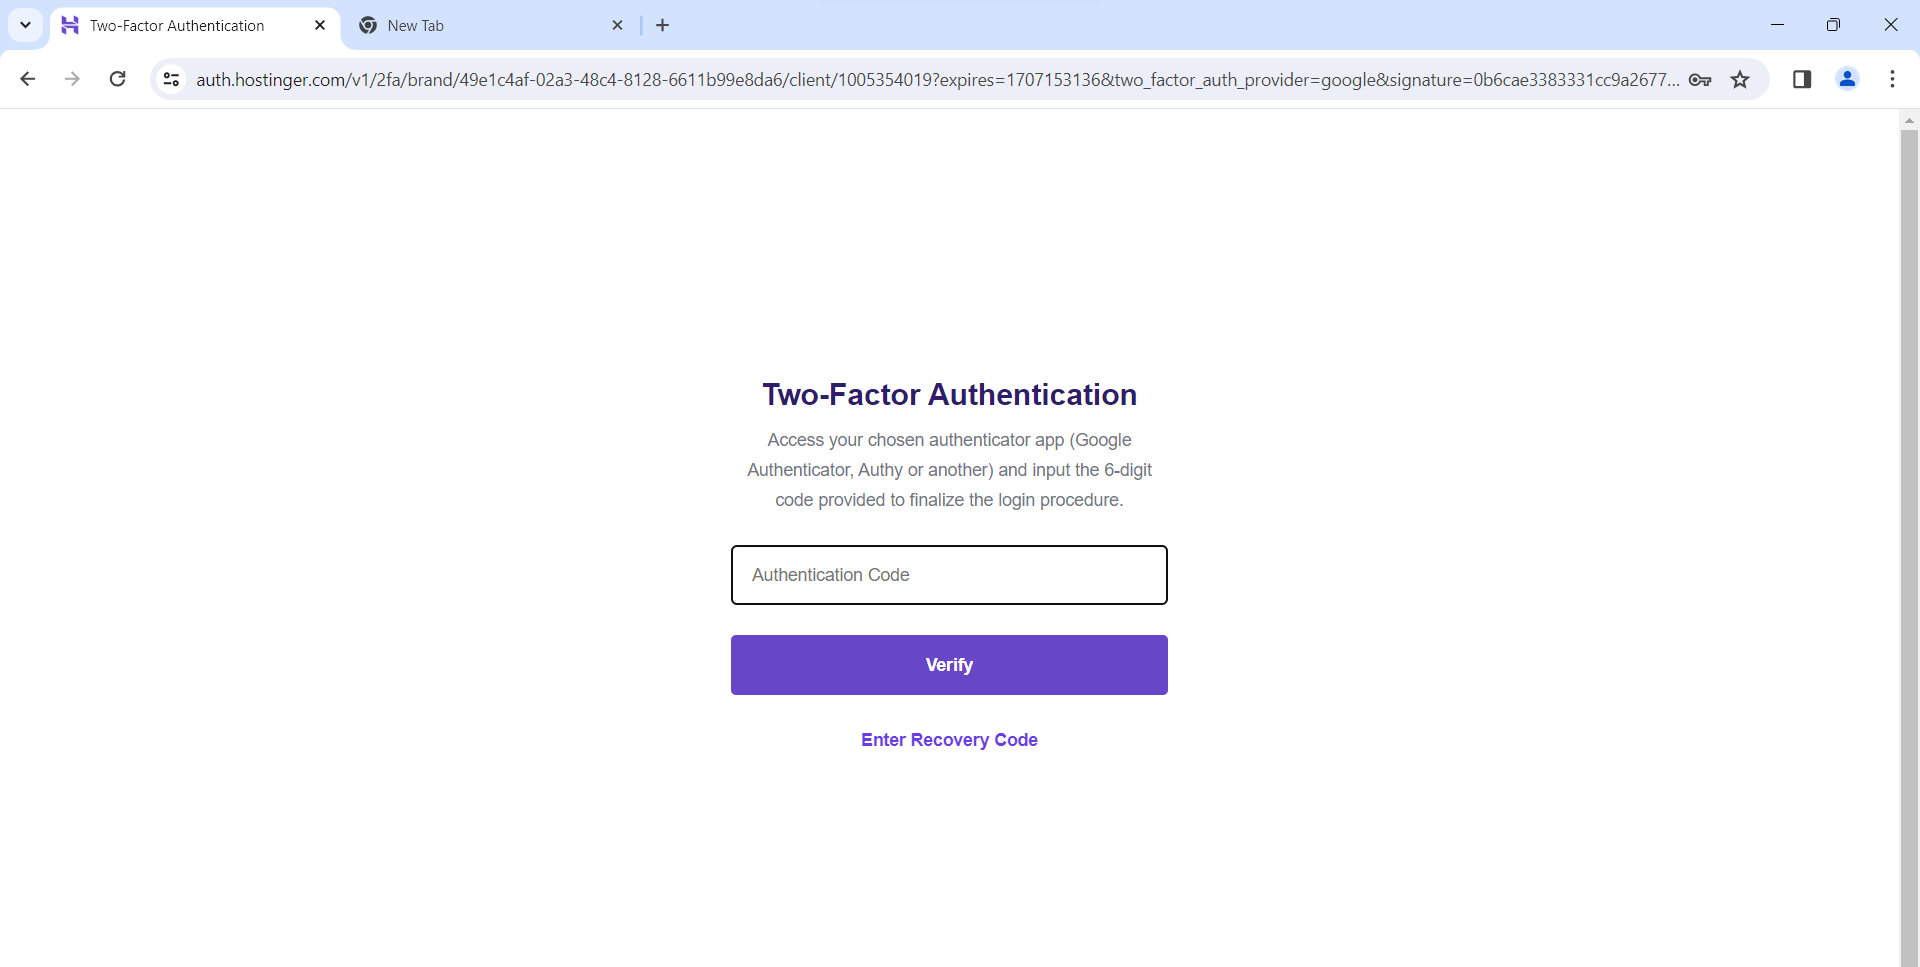 Two-Factor Authentication
New Tab
auth.hostinger.com/v1/2fa/brand/49e1c4af-02a3-48c4-8128-6611b99e8da6/client/1005354019?expires=1707153136&two_factor_auth_provider=google&signature=0b6cae3383331cc9a2677...
Two-Factor Authentication
Access your chosen authenticator app (Google
Authenticator, Authy or another) and input the 6-digit
code provided to finalize the login procedure.
Authentication Code
Verify
Enter Recovery Code